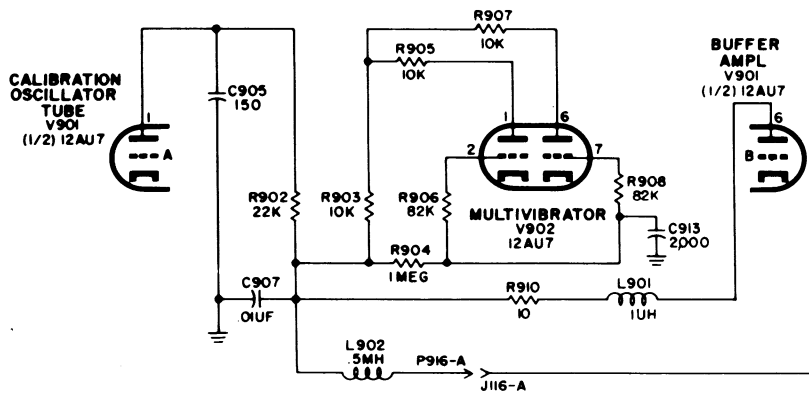 R907
10K
R905
10K
BUFFER
AMPL
V901
(1/2) 12AU7
CALIBRATION
OSCILLATOR
TUBE
V901
(1/2) 12AU7
C905
150
1
A
1
6
2
7
6
B
R902
22K
R903
10K
R906
82K
R908
82K
MULTIVIBRATOR
V902
12AU7
C913
2,000
R904
1 MEG
C907
.01UF
R910
10
L901
1UH
L902
.5MH
P916-A
J116-A